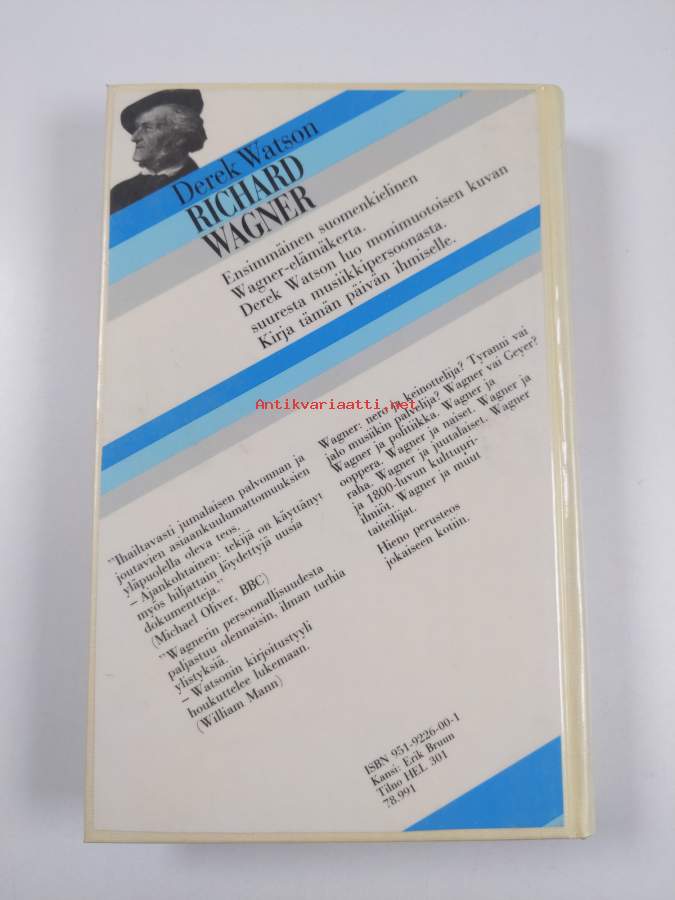 Derek Watson
RICHARD
WAGNER
Ensimmäinen suomenkielinen
Wagner-elämäkerta.
Derek Watson luo monimuotoisen kuvan
suuresta musiikkipersoonasta.
Kirja tämän päivän ihmiselle.
Antikvariaatti.net
"Ihailtavasti jumalaisen palvonnan ja
joutavien asiaankuulumattomuuksien
yläpuolella oleva teos.
– Ajankohtainen: tekijä on käyttänyt
myös hiljattain löydettyjä uusia
dokumentteja."
(Michael Oliver, BBC)
"Wagnerin persoonallisuudesta
paljastuu olennaisin, ilman turhia
ylistyksiä.
– Watsonin kirjoitustyyli
houkuttelee lukemaan.
(William Mann)
Wagner: nero keinottelija? Tyranni vai
jalo musiikin palvelija? Wagner vai Geyer?
Wagner ja politiikka. Wagner ja
ooppera. Wagner ja naiset. Wagner ja
raha. Wagner ja juutalaiset. Wagner
ja 1800-luvun kulttuuri-
ilmiöt. Wagner ja muut
taiteilijat.
Hieno perusteos
jokaiseen kotiin.
ISBN 951-9226-00-1
Kansi: Erik Bruun
Tilno HEL 301
78.991